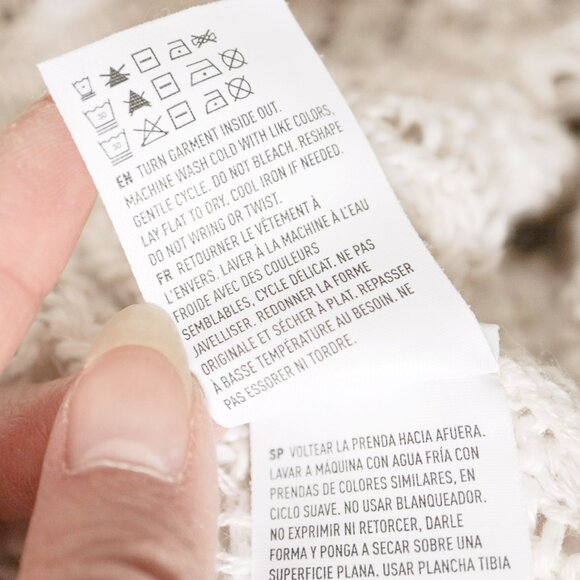 30
30
EN TURN GARMENT INSIDE OUT.
MACHINE WASH COLD WITH LIKE COLORS,
GENTLE CYCLE. DO NOT BLEACH. RESHAPE
LAY FLAT TO DRY. COOL IRON IF NEEDED.
DO NOT WRING OR TWIST.
FR RETOURNER LE VÊTEMENT À
L'ENVERS. LAVER À LA MACHINE À L'EAU
FROIDE AVEC DES COULEURS
SEMBLABLES, CYCLE DÉLICAT. NE PAS
JAVELLISER. REDONNER LA FORME
ORIGINALE ET SÉCHER À PLAT. REPASSER
À BASSE TEMPÉRATURE AU BESOIN. NE
PAS ESSORER NI TORDRE.
SP VOLTEAR LA PRENDA HACIA AFUERA.
LAVAR A MÁQUINA CON AGUA FRÍA CON
PRENDAS DE COLORES SIMILARES, EN
CICLO SUAVE. NO USAR BLANQUEADOR.
NO EXPRIMIR NI RETORCER, DARLE
FORMA Y PONGA A SECAR SOBRE UNA
SUPERFICIE PLANA. USAR PLANCHA TIBIA